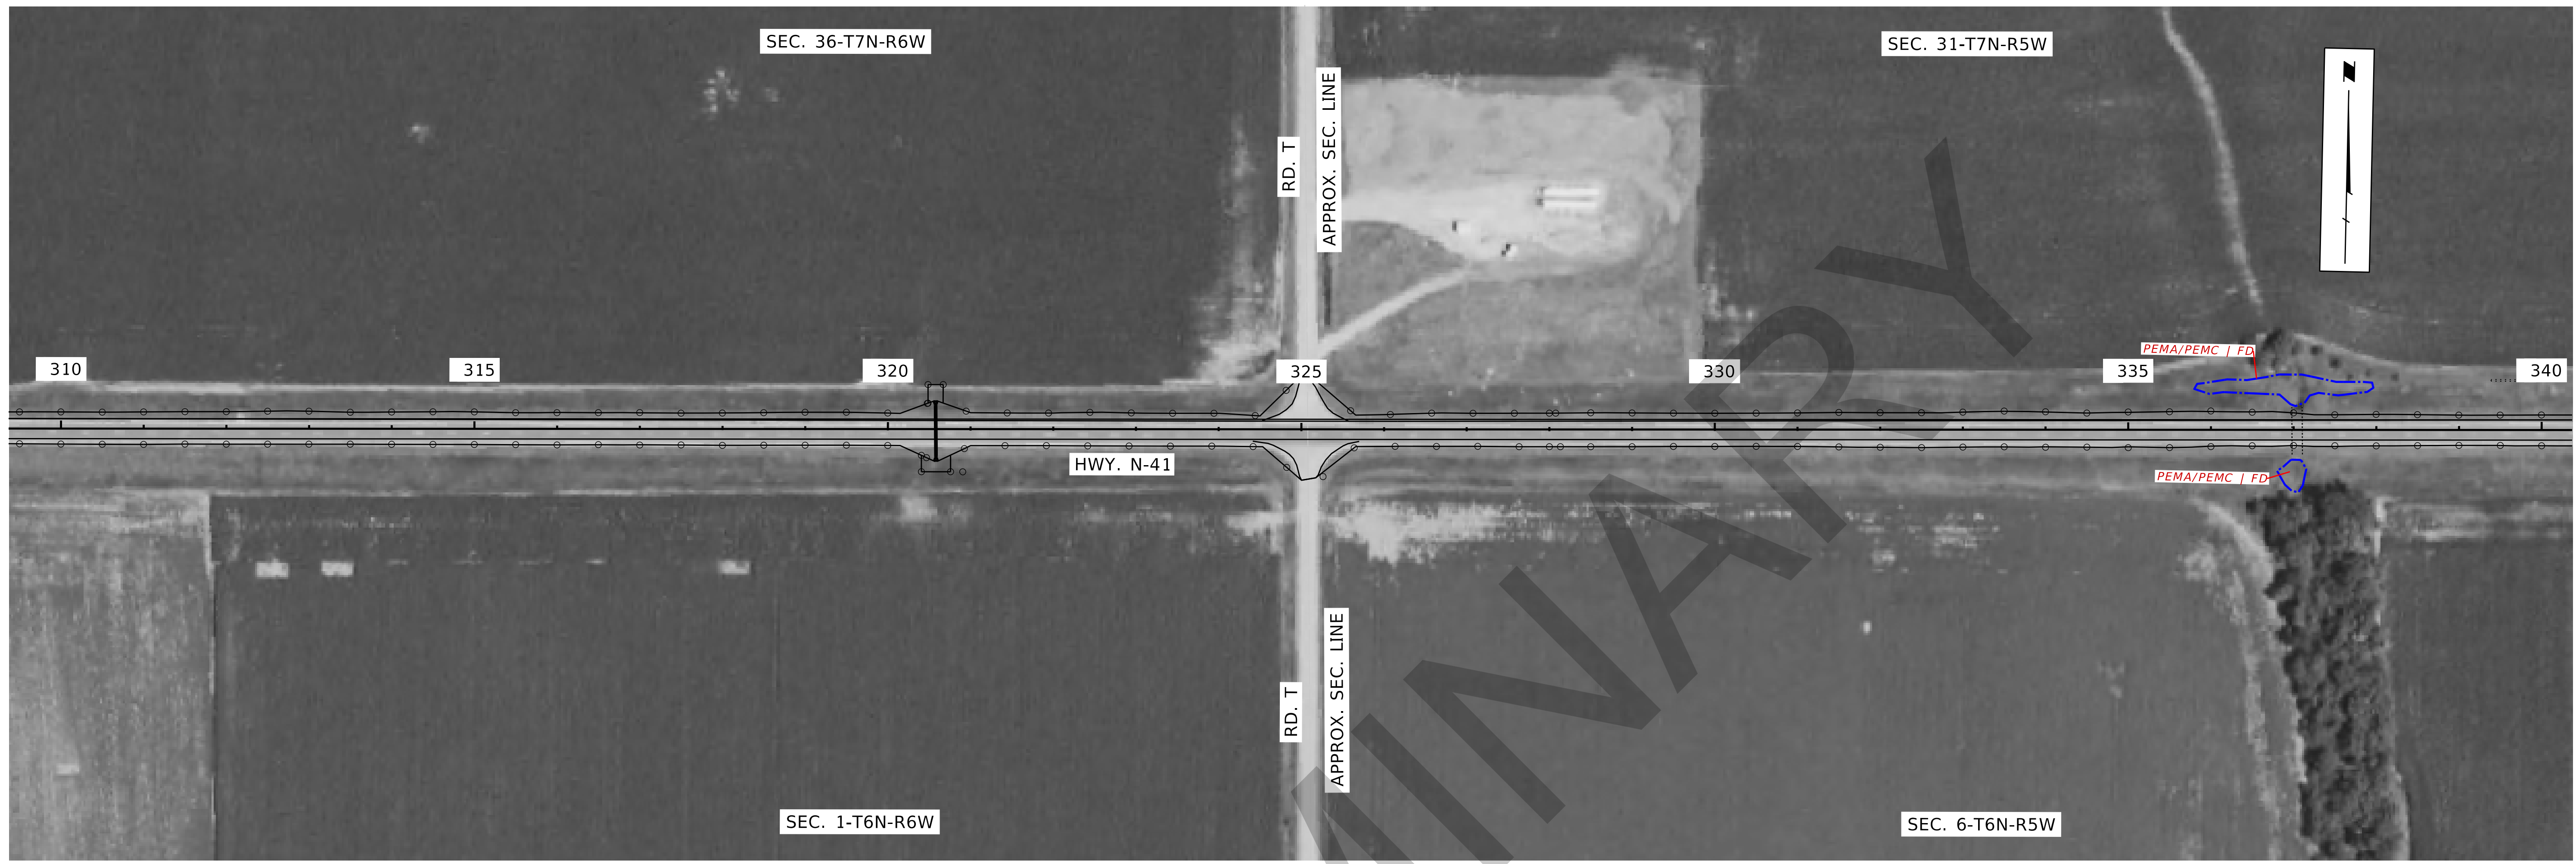 SEC. 36-T7N-R6W
SEC. 31-T7N-R5W
RD. T
APPROX. SEC. LINE
310
315
320
325
330
335
340
PEMA/PEMC | FD
HWY. N-41
PEMA/PEMC | FD
RD. T
APPROX. SEC. LINE
SEC. 1-T6N-R6W
SEC. 6-T6N-R5W
MINARY